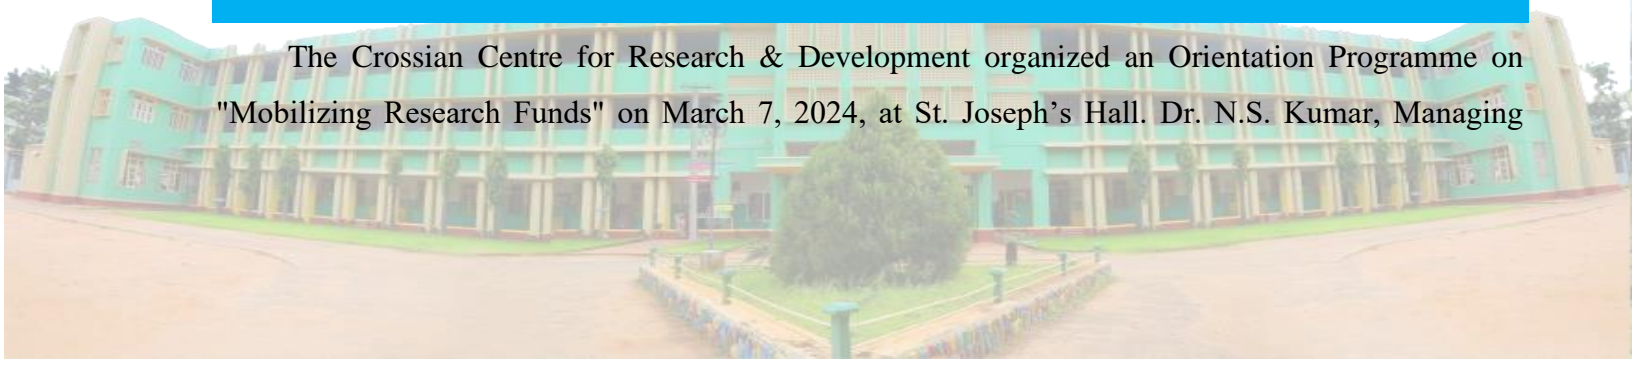 The Crossian Centre for Research & Development organized an Orientation Programme on
"Mobilizing Research Funds" on March 7, 2024, at St. Joseph’s Hall. Dr. N.S. Kumar, Managing